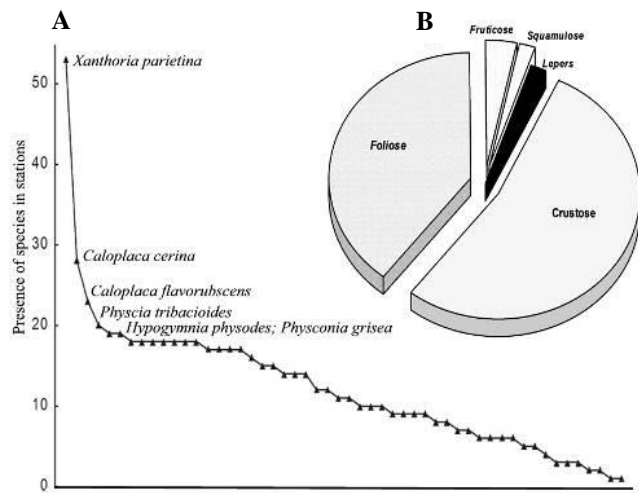 A
B
Fruticose
Squamulose
Lepers
Foliose
Crustose
Presence of species in stations
50
40
30
20
10
0
Xanthoria parietina
Caloplaca cerina
Caloplaca flavorubscens
Physcia tribacioides
Hypogymnia physodes; Physconia grisea